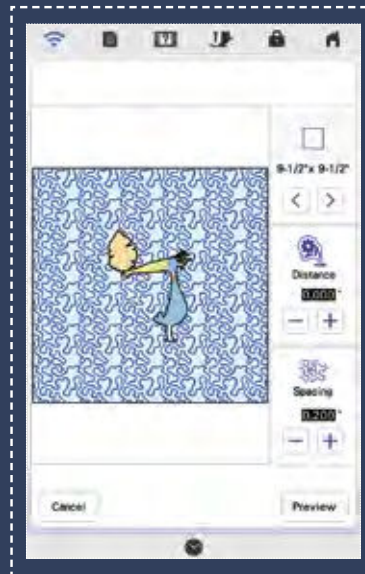 9-1/2"x 9-1/2"
Distance
0.000"
Spacing
0.200"
Cancel
Preview